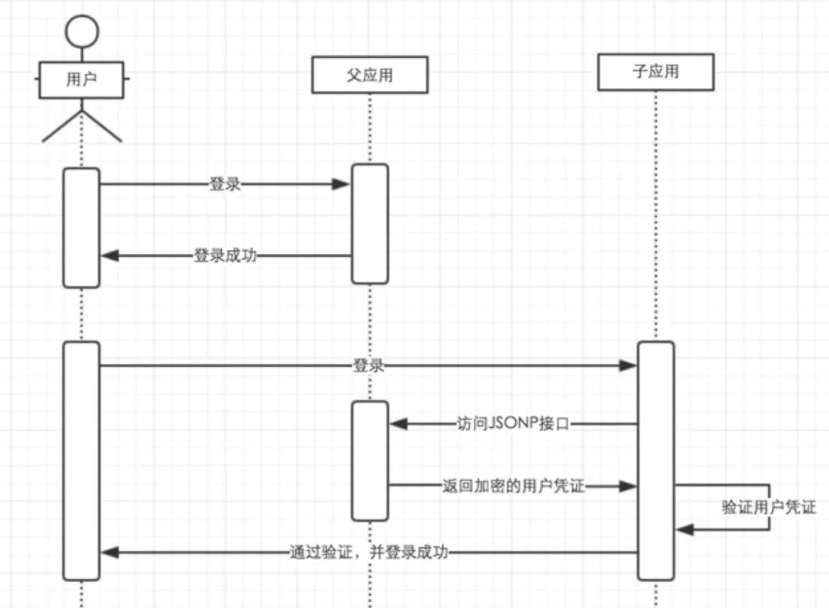 用户
父应用
子应用
登录
登录成功
登录
访问JSONP接口
返回加密的用户凭证
验证用户凭证
通过验证，并登录成功